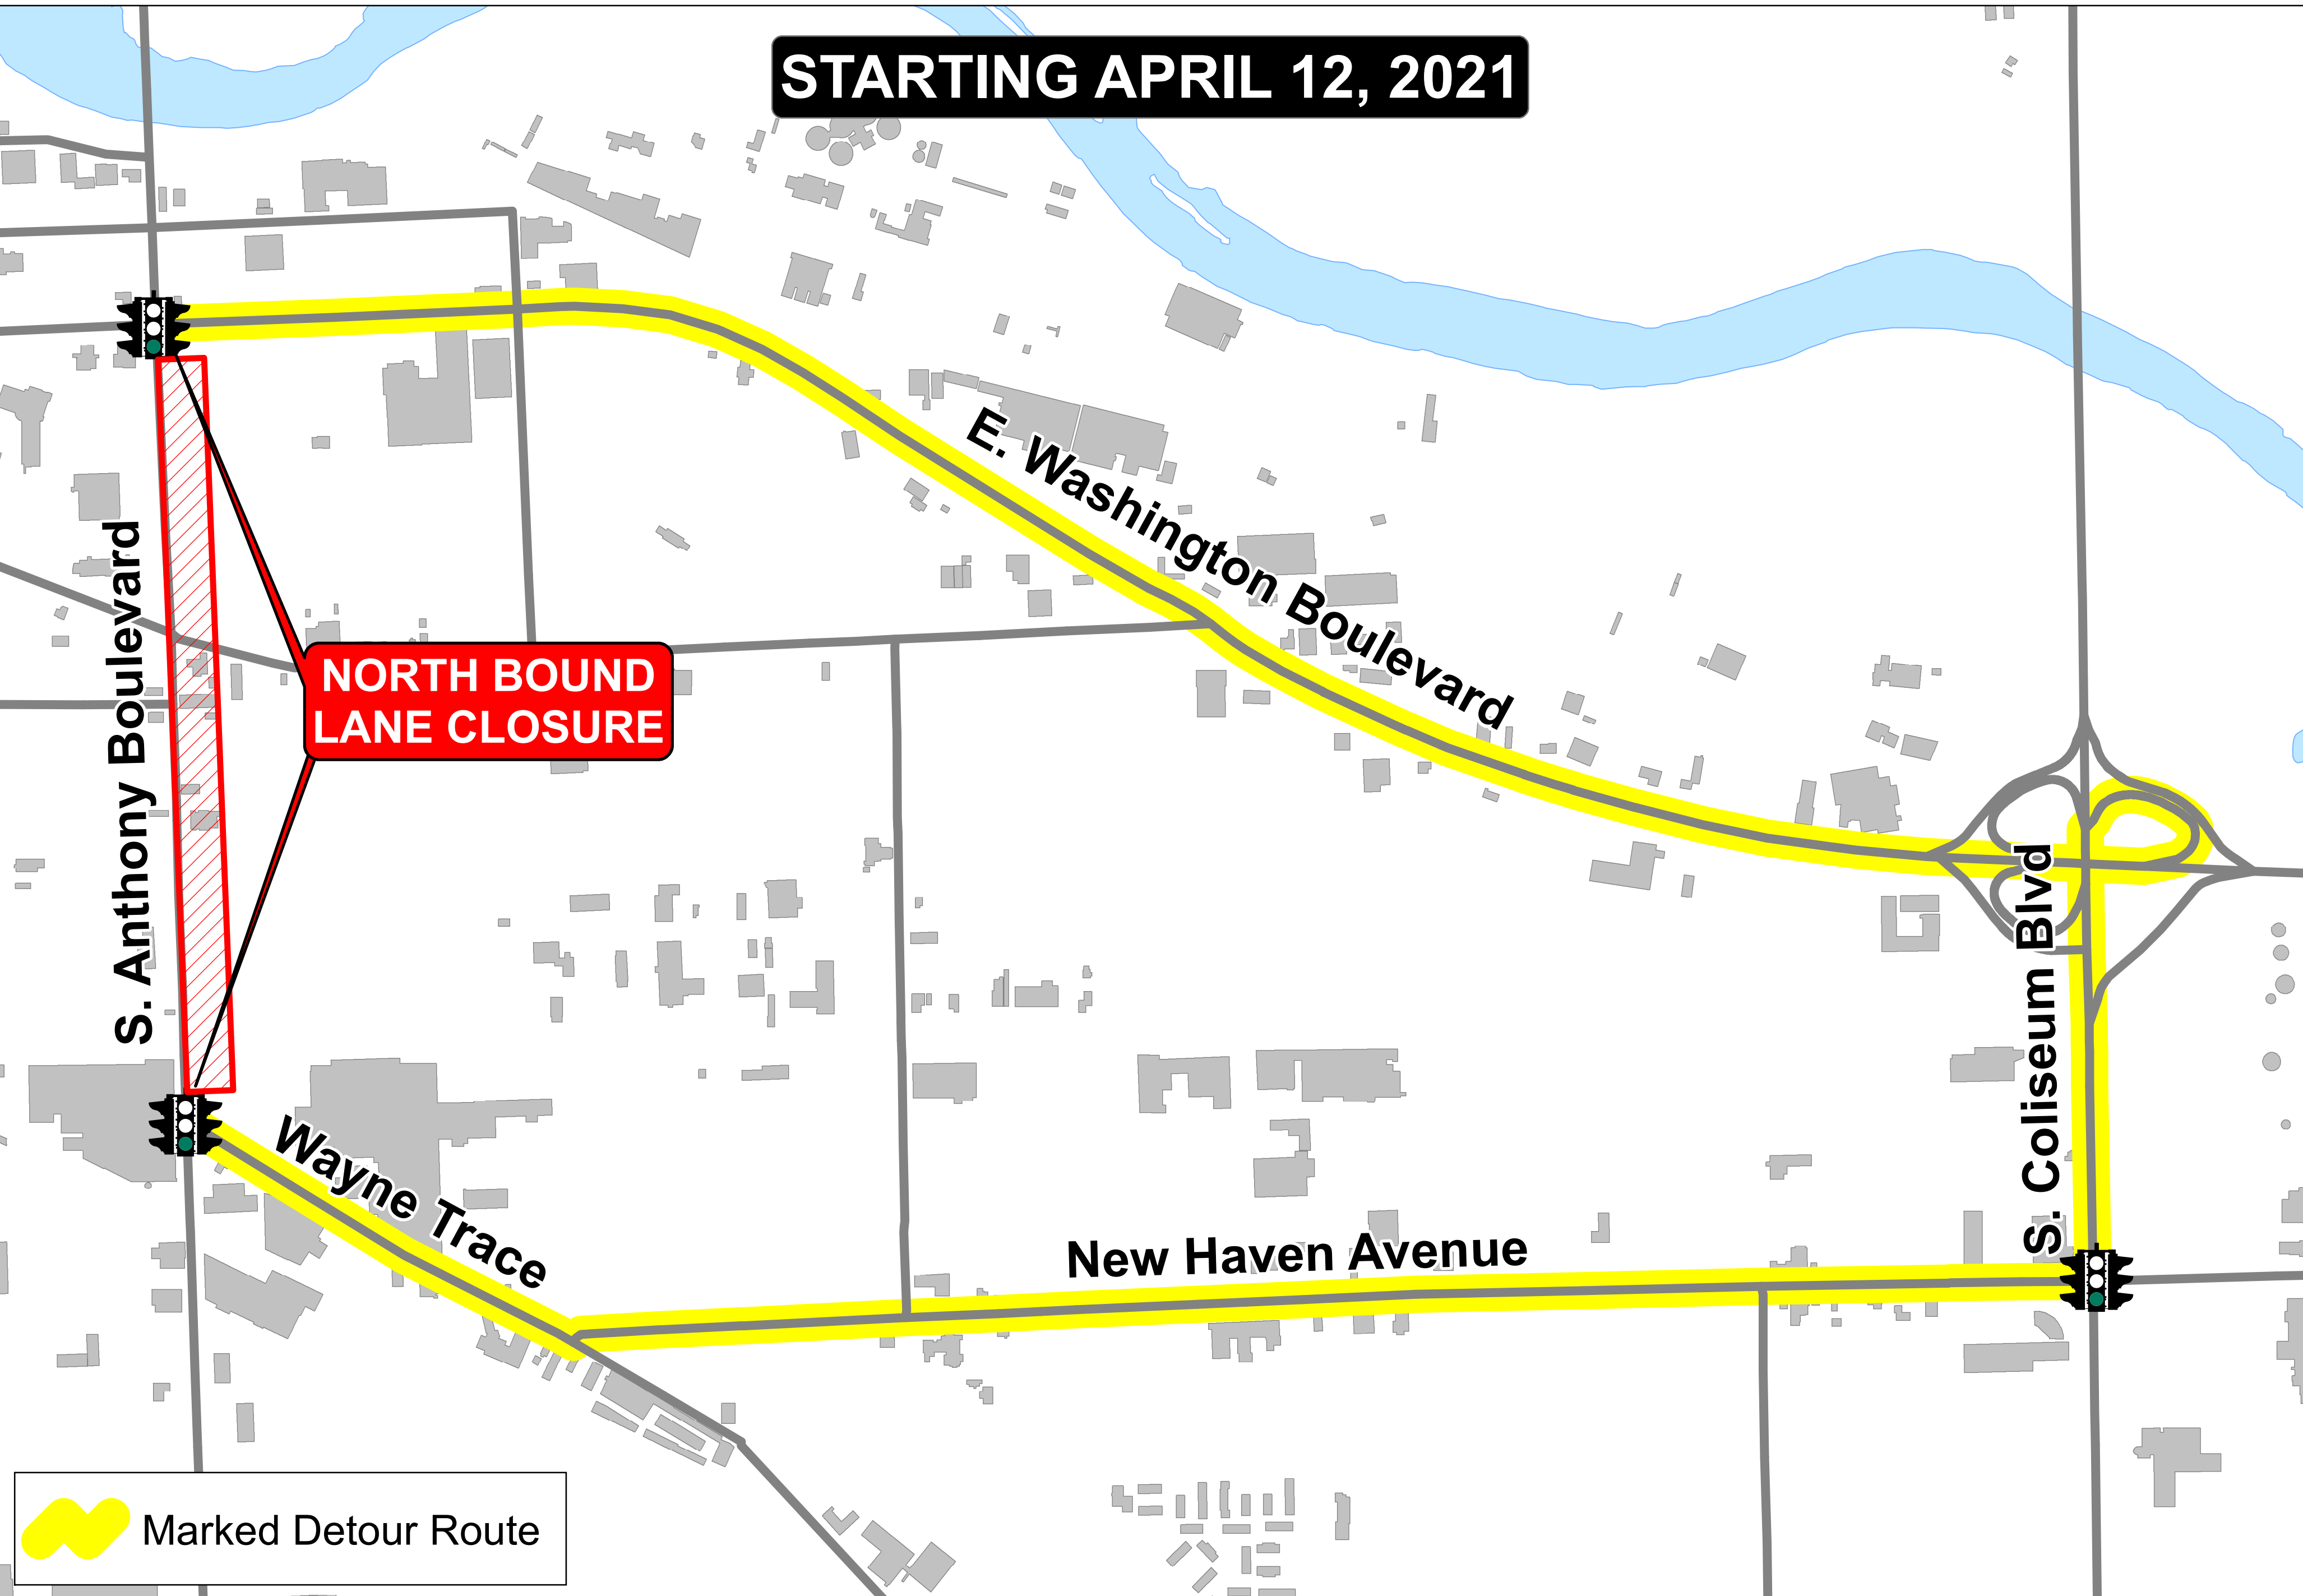 STARTING APRIL 12, 2021
E. Washington Boulevard
S. Anthony Boulevard
NORTH BOUND
LANE CLOSURE
S. Coliseum Blvd
Wayne Trace
New Haven Avenue
Marked Detour Route